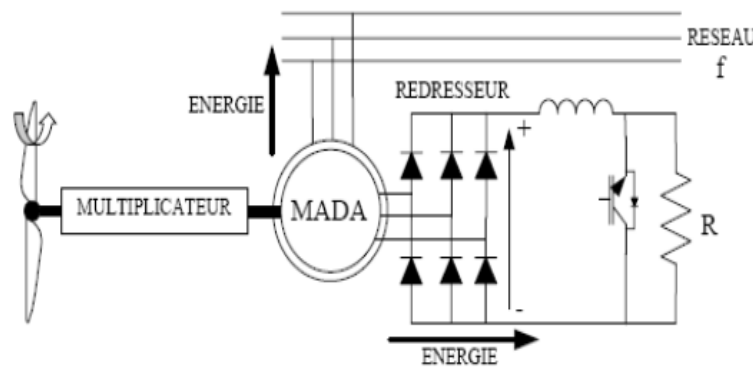 RESEAU
f
ENERGIE
REDRESSEUR
+
MULTIPLICATEUR
MADA
R
-
ENERGIE